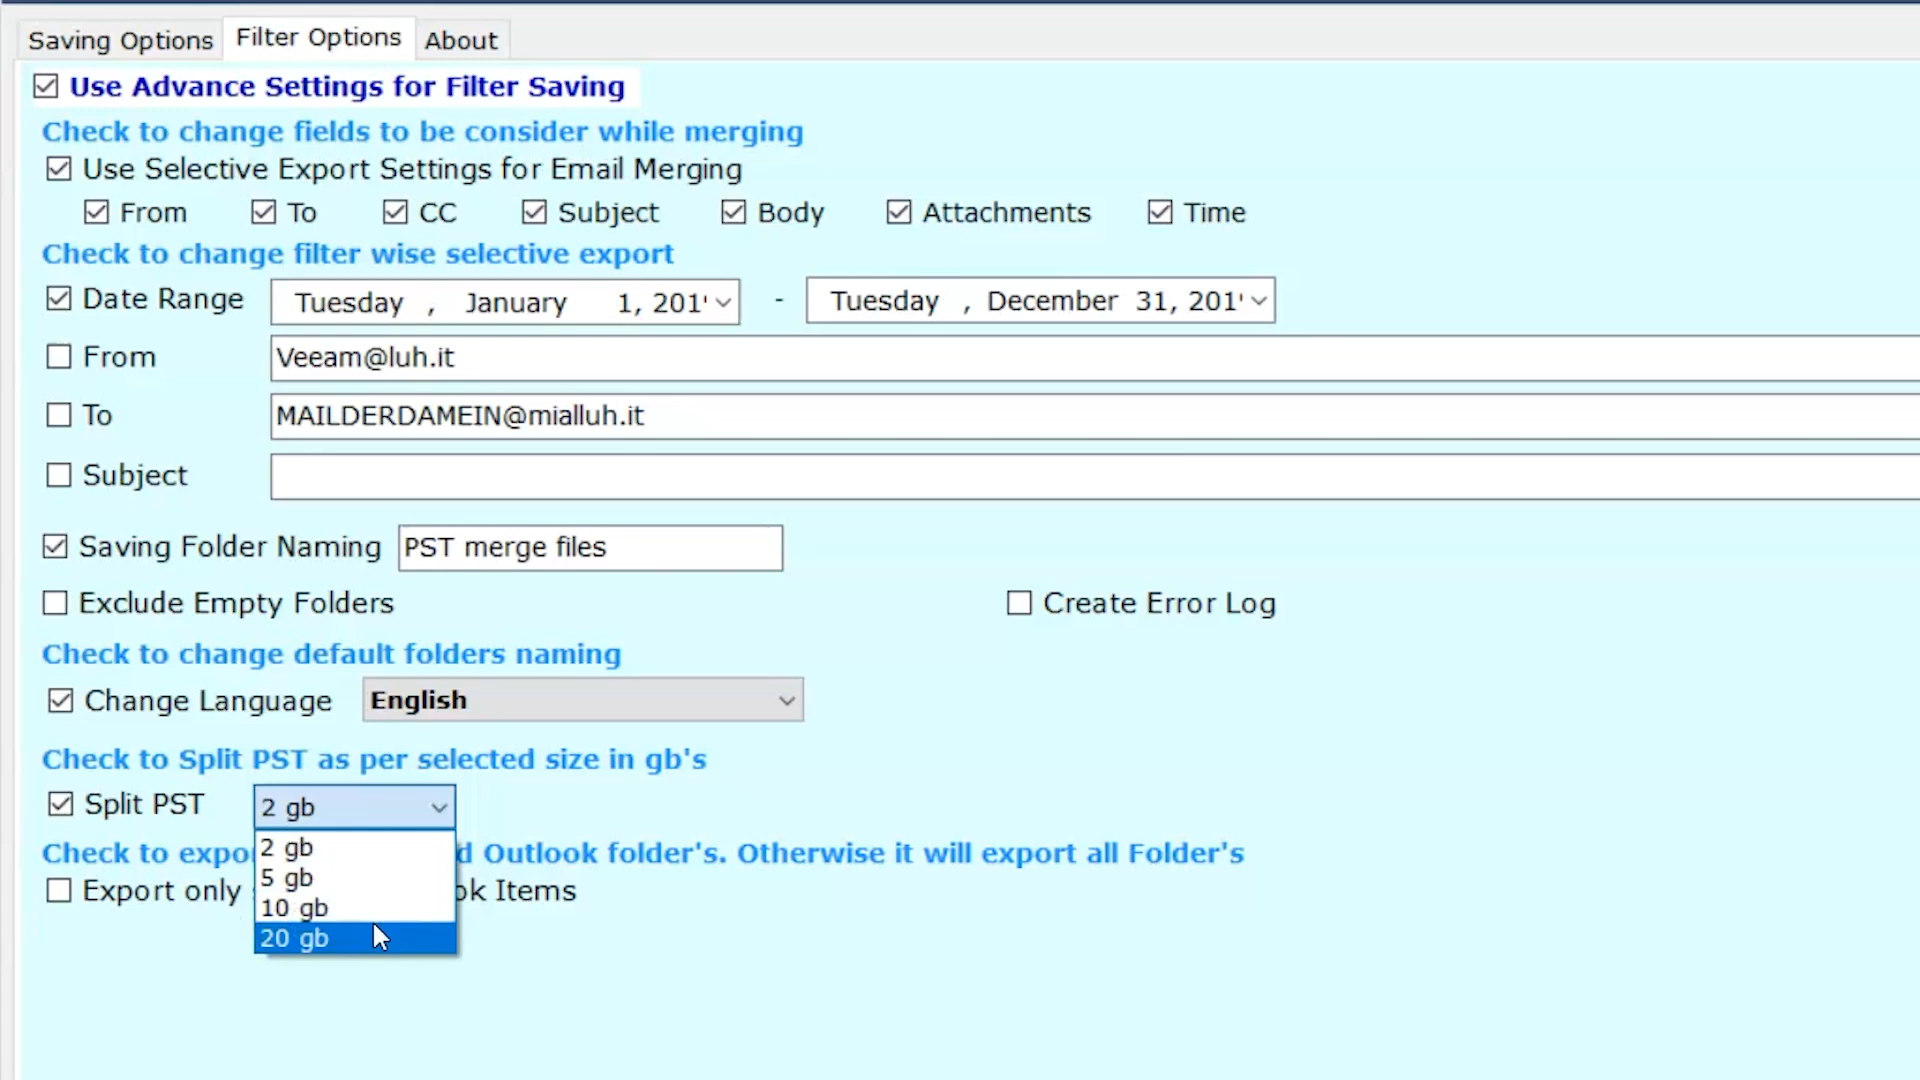 Saving Options Filter Options About
Use Advance Settings for Filter Saving
Check to change fields to be consider while merging
Use Selective Export Settings for Email Merging
From To CC Subject Body Attachments Time
Check to change filter wise selective export
Date Range Tuesday , January 1, 201' - Tuesday , December 31, 201'
From Veeam@luh.it
To MAILDERDAMEIN@mialluh.it
Subject
Saving Folder Naming PST merge files
Exclude Empty Folders Create Error Log
Check to change default folders naming
Change Language English
Check to Split PST as per selected size in gb's
Split PST 2 gb
2 gb
Check to expo d Outlook folder's. Otherwise it will export all Folder's
5 gb
Export only ok Items
10 gb
20 gb